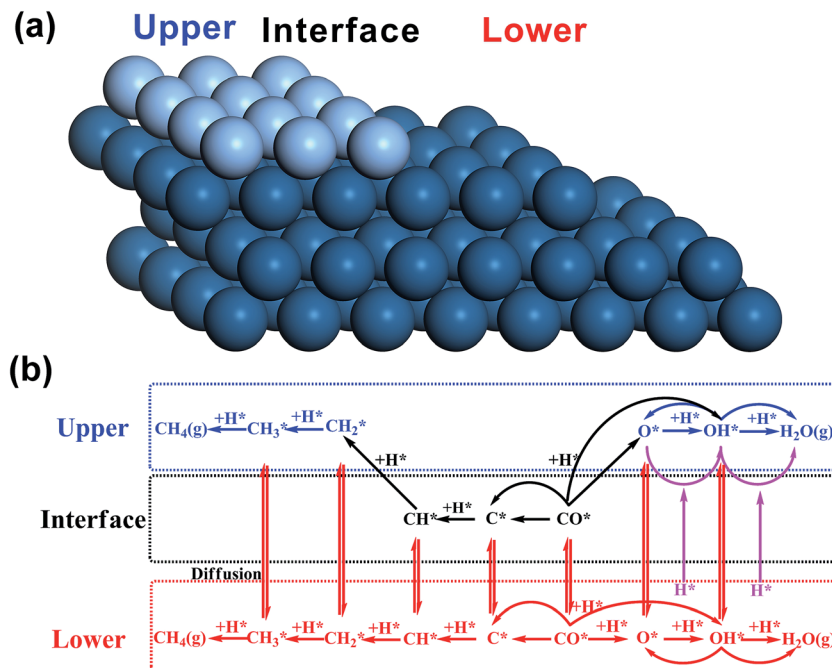 (a) Upper Interface Lower
(b)
Upper CH₄(g) +H* CH₃* +H* CH₂* +H* +H* O* +H* OH* +H* H₂O(g)
Interface CH* +H* C* CO*
Diffusion H* H*
Lower CH₄(g) +H* CH₃* +H* CH₂* +H* CH* +H* C* CO* +H* +H* O* +H* OH* +H* H₂O(g)